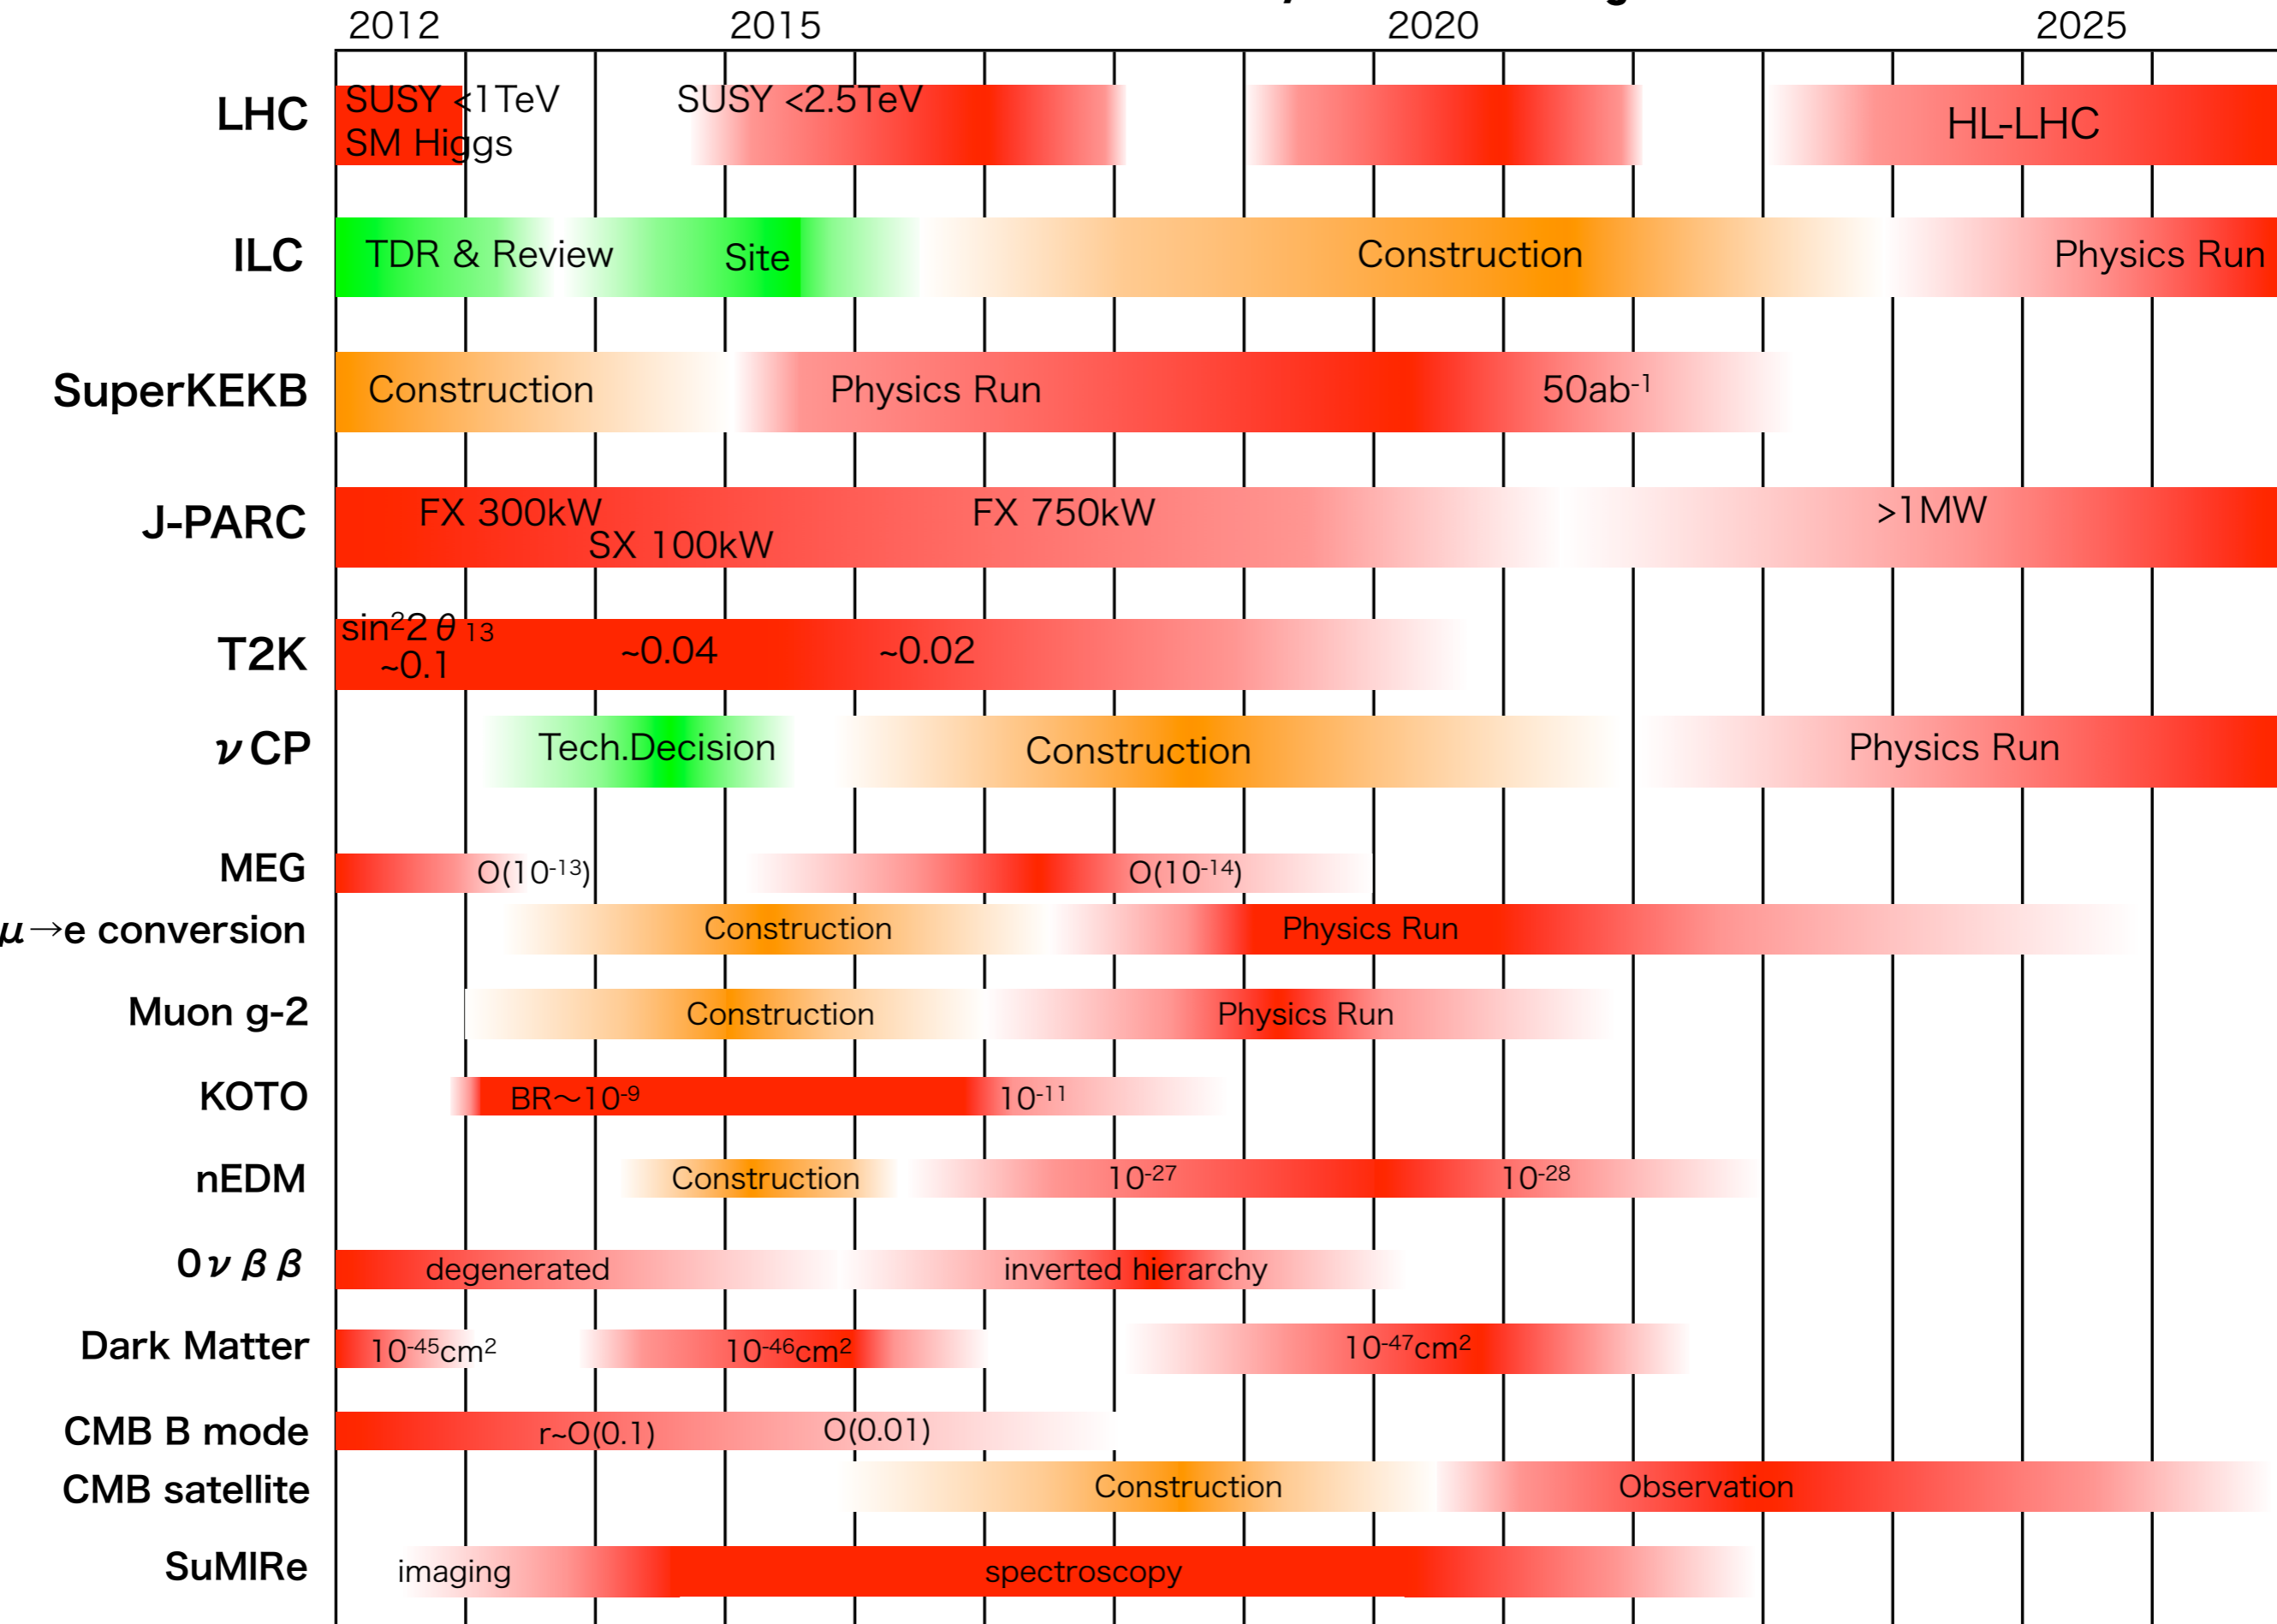 2012 2015 2020 2025
LHC SUSY <1TeV SUSY <2.5TeV HL-LHC
SM Higgs
ILC TDR & Review Site Construction Physics Run
SuperKEKB Construction Physics Run 50ab⁻¹
J-PARC FX 300kW FX 750kW >1MW
SX 100kW
T2K sin²2θ₁₃ ~0.04 ~0.02
~0.1
νCP Tech.Decision Construction Physics Run
MEG O(10⁻¹³) O(10⁻¹⁴)
μ→e conversion Construction Physics Run
Muon g-2 Construction Physics Run
KOTO BR〜10⁻⁹ 10⁻¹¹
nEDM Construction 10⁻²⁷ 10⁻²⁸
0νββ degenerated inverted hierarchy
Dark Matter 10⁻⁴⁵cm² 10⁻⁴⁶cm² 10⁻⁴⁷cm²
CMB B mode r~O(0.1) O(0.01)
CMB satellite Construction Observation
SuMIRe imaging spectroscopy